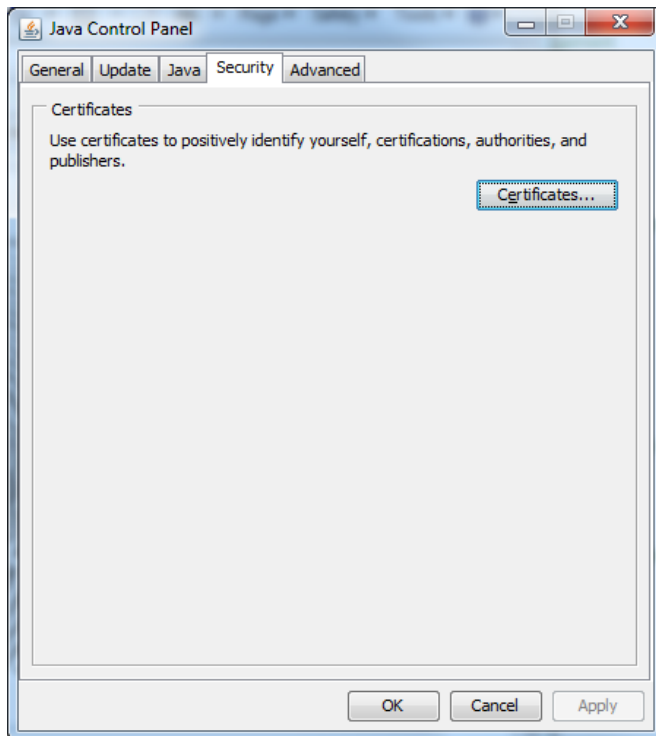 Java Control Panel
General Update Java Security Advanced
Certificates
Use certificates to positively identify yourself, certifications, authorities, and
publishers.
Certificates...
OK Cancel Apply